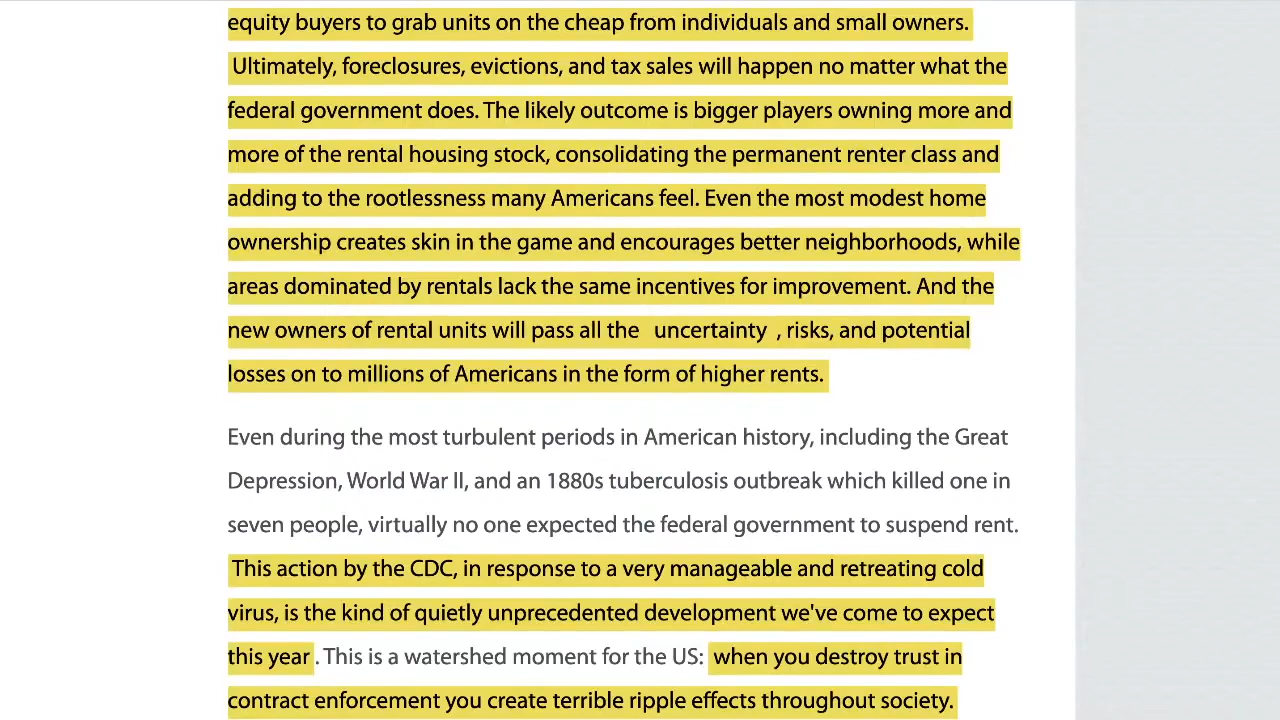 equity buyers to grab units on the cheap from individuals and small owners.
Ultimately, foreclosures, evictions, and tax sales will happen no matter what the
federal government does. The likely outcome is bigger players owning more and
more of the rental housing stock, consolidating the permanent renter class and
adding to the rootlessness many Americans feel. Even the most modest home
ownership creates skin in the game and encourages better neighborhoods, while
areas dominated by rentals lack the same incentives for improvement. And the
new owners of rental units will pass all the uncertainty , risks, and potential
losses on to millions of Americans in the form of higher rents.
Even during the most turbulent periods in American history, including the Great
Depression, World War II, and an 1880s tuberculosis outbreak which killed one in
seven people, virtually no one expected the federal government to suspend rent.
This action by the CDC, in response to a very manageable and retreating cold
virus, is the kind of quietly unprecedented development we've come to expect
this year . This is a watershed moment for the US: when you destroy trust in
contract enforcement you create terrible ripple effects throughout society.